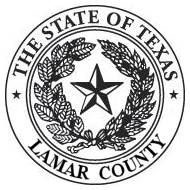 THE STATE OF TEXAS
LAMAR COUNTY